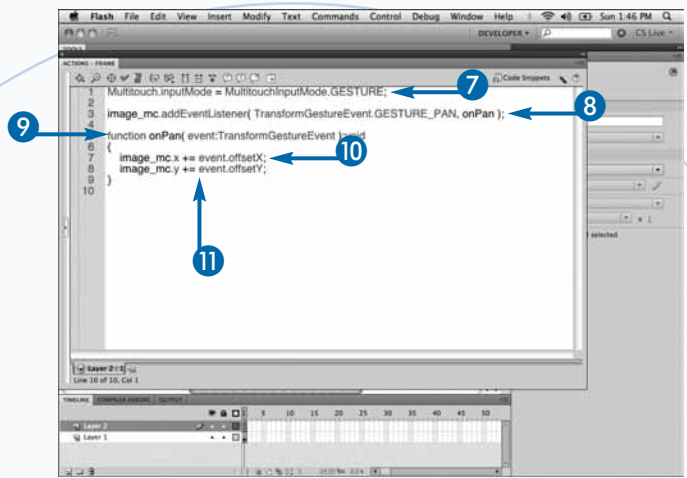 Flash File Edit View Insert Modify Text Commands Control Debug Window Help Sun 1:46 PM
DEVELOPER CS Live
ACTIONS - FRAME
Code Snippets
1 Multitouch.inputMode = MultitouchInputMode.GESTURE;
2
3 image_mc.addEventListener( TransformGestureEvent.GESTURE_PAN, onPan );
4
function onPan( event:TransformGestureEvent ):void
6 {
7 image_mc.x += event.offsetX;
8 image_mc.y += event.offsetY;
9 }
10
7
8
9
10
11
x 1
selected
Layer 2 : 1
Line 10 of 10, Col 1
TIMELINE COMPILER ERRORS OUTPUT
5 10 15 20 25 30 35 40 45 50
Layer 2
Layer 1